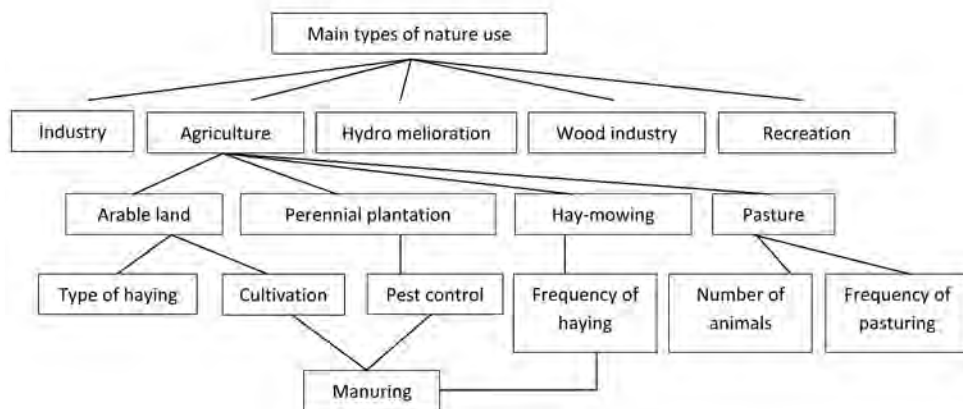 Main types of nature use
Industry
Agriculture
Hydro melioration
Wood industry
Recreation
Arable land
Perennial plantation
Hay-mowing
Pasture
Type of haying
Cultivation
Pest control
Frequency of
haying
Number of
animals
Frequency of
pasturing
Manuring